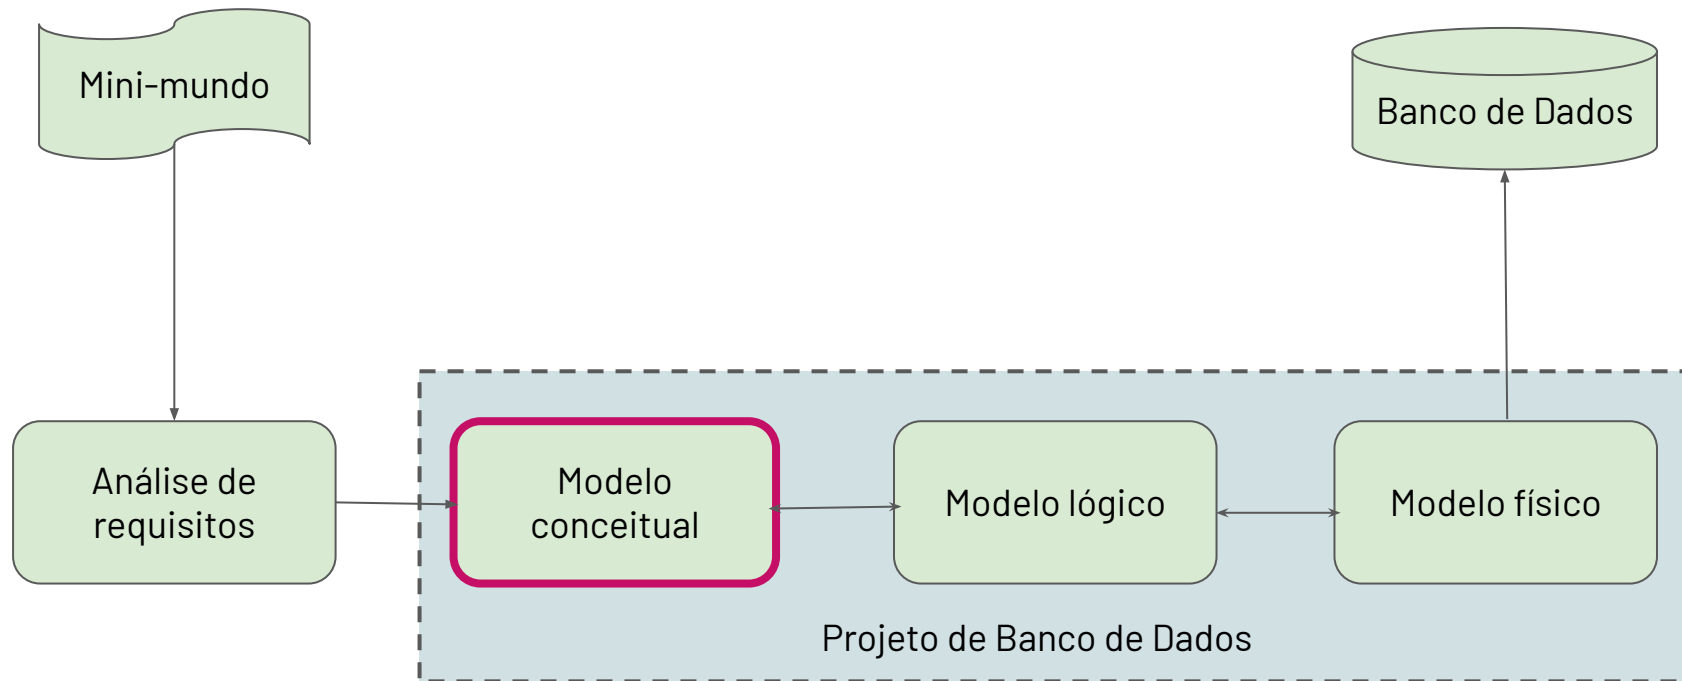 Mini-mundo
Banco de Dados
Análise de
requisitos
Modelo
conceitual
Modelo lógico
Modelo físico
Projeto de Banco de Dados